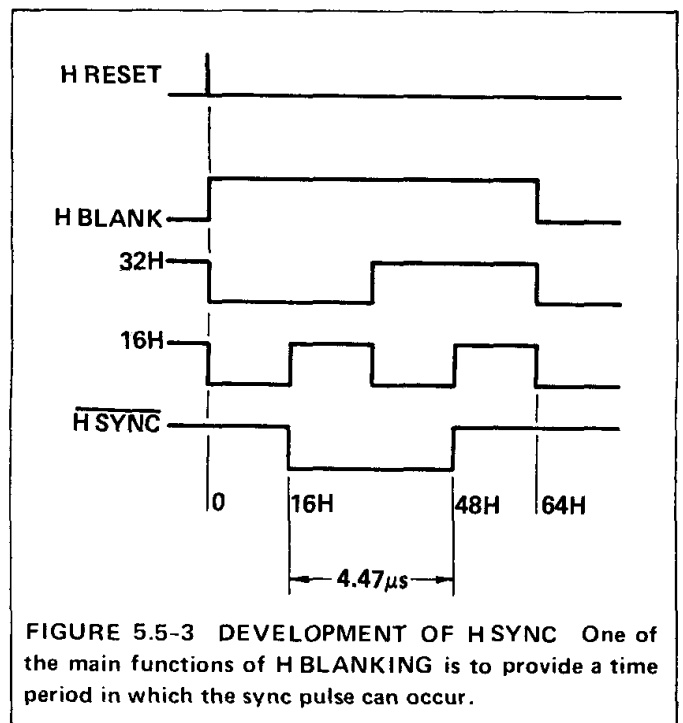 H RESET
H BLANK
32H
16H
H SYNC
0 16H 48H 64H
4.47μs
FIGURE 5.5-3 DEVELOPMENT OF H SYNC One of
the main functions of H BLANKING is to provide a time
period in which the sync pulse can occur.